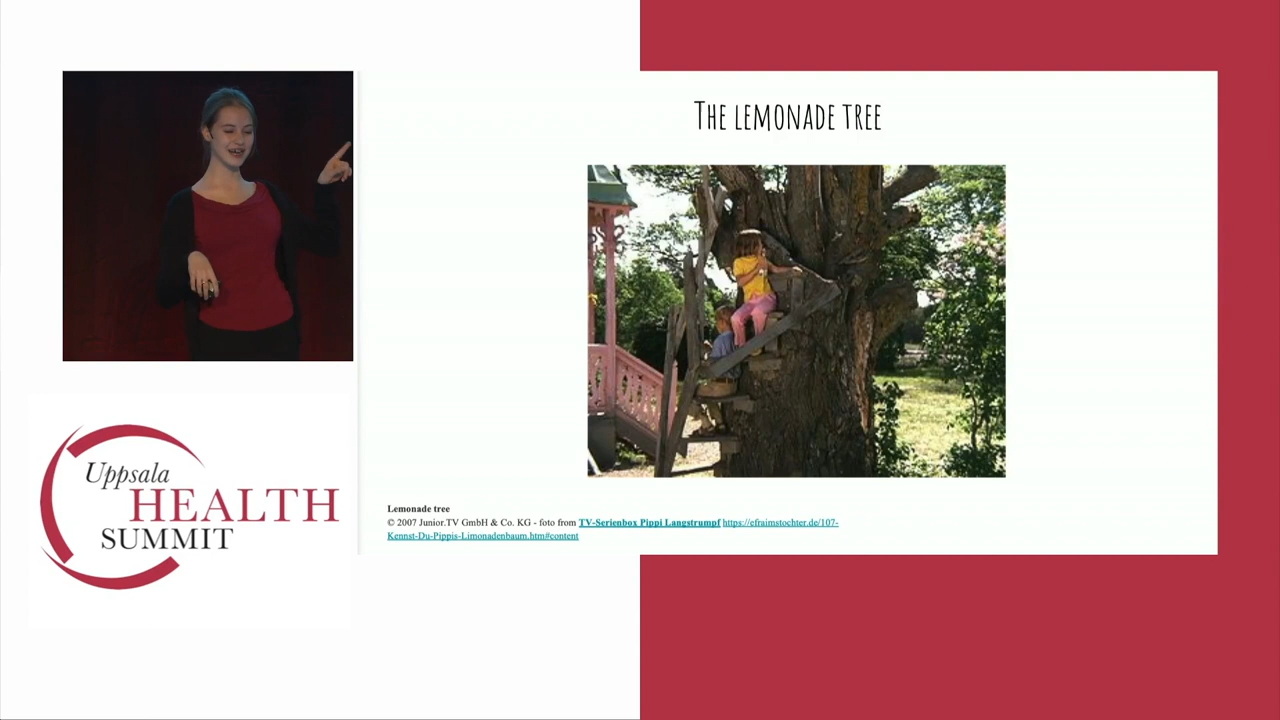 The lemonade tree
Uppsala
HEALTH
SUMMIT
Lemonade tree
© 2007 Junior.TV GmbH & Co. KG - foto from TV-Serienbox Pippi Langstrumpf https://efraimstochter.de/107-
Kennst-Du-Pippis-Limonadenbaum.htm#content